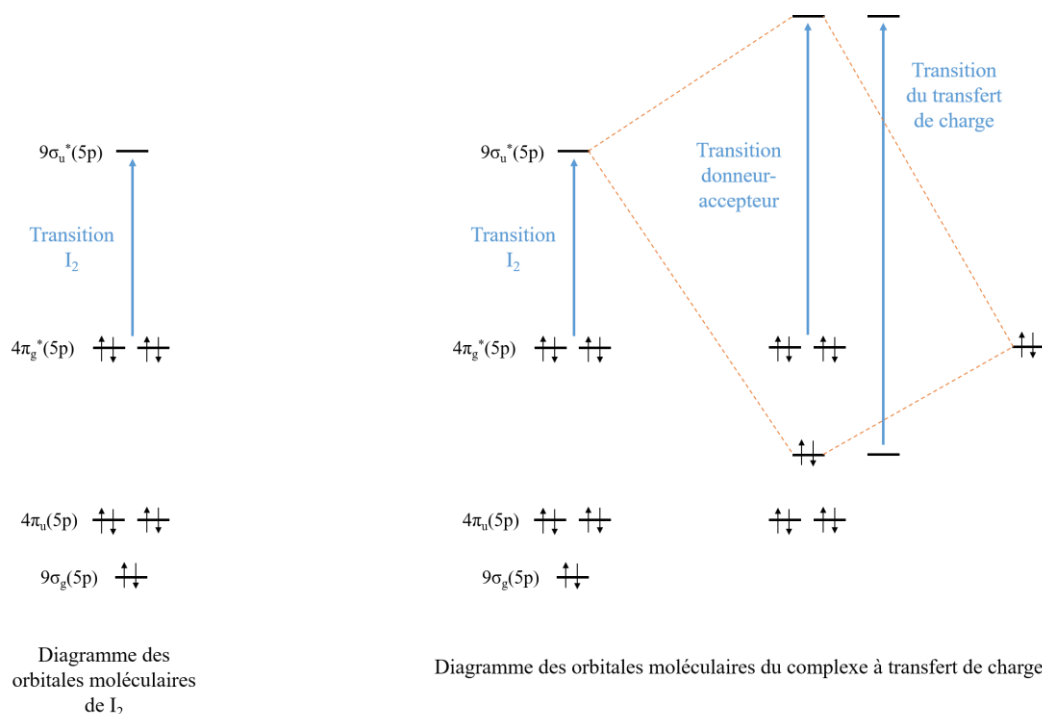 9σᵤ*(5p)
Transition
I₂
4πg*(5p)
4πᵤ(5p)
9σg(5p)
Diagramme des
orbitales moléculaires
de I₂
9σᵤ*(5p)
Transition
I₂
4πg*(5p)
4πᵤ(5p)
9σg(5p)
Transition
donneur-
accepteur
Transition
du transfert
de charge
Diagramme des orbitales moléculaires du complexe à transfert de charge